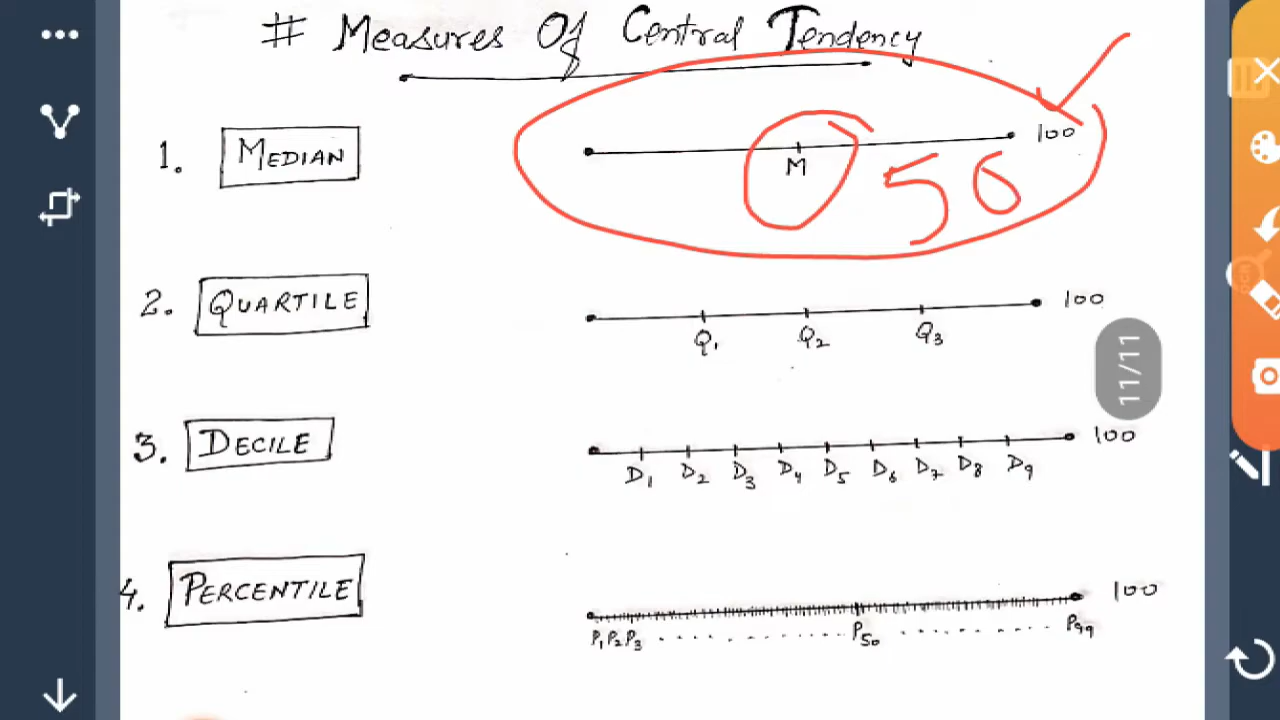 # Measures Of Central Tendency
1. MEDIAN
M
100
50
2. QUARTILE
Q1 Q2 Q3
100
3. DECILE
D1 D2 D3 D4 D5 D6 D7 D8 D9
100
4. PERCENTILE
P1 P2 P3 . . . . . . . . . . . . P50 . . . . . . . . . . P99
100
11/11